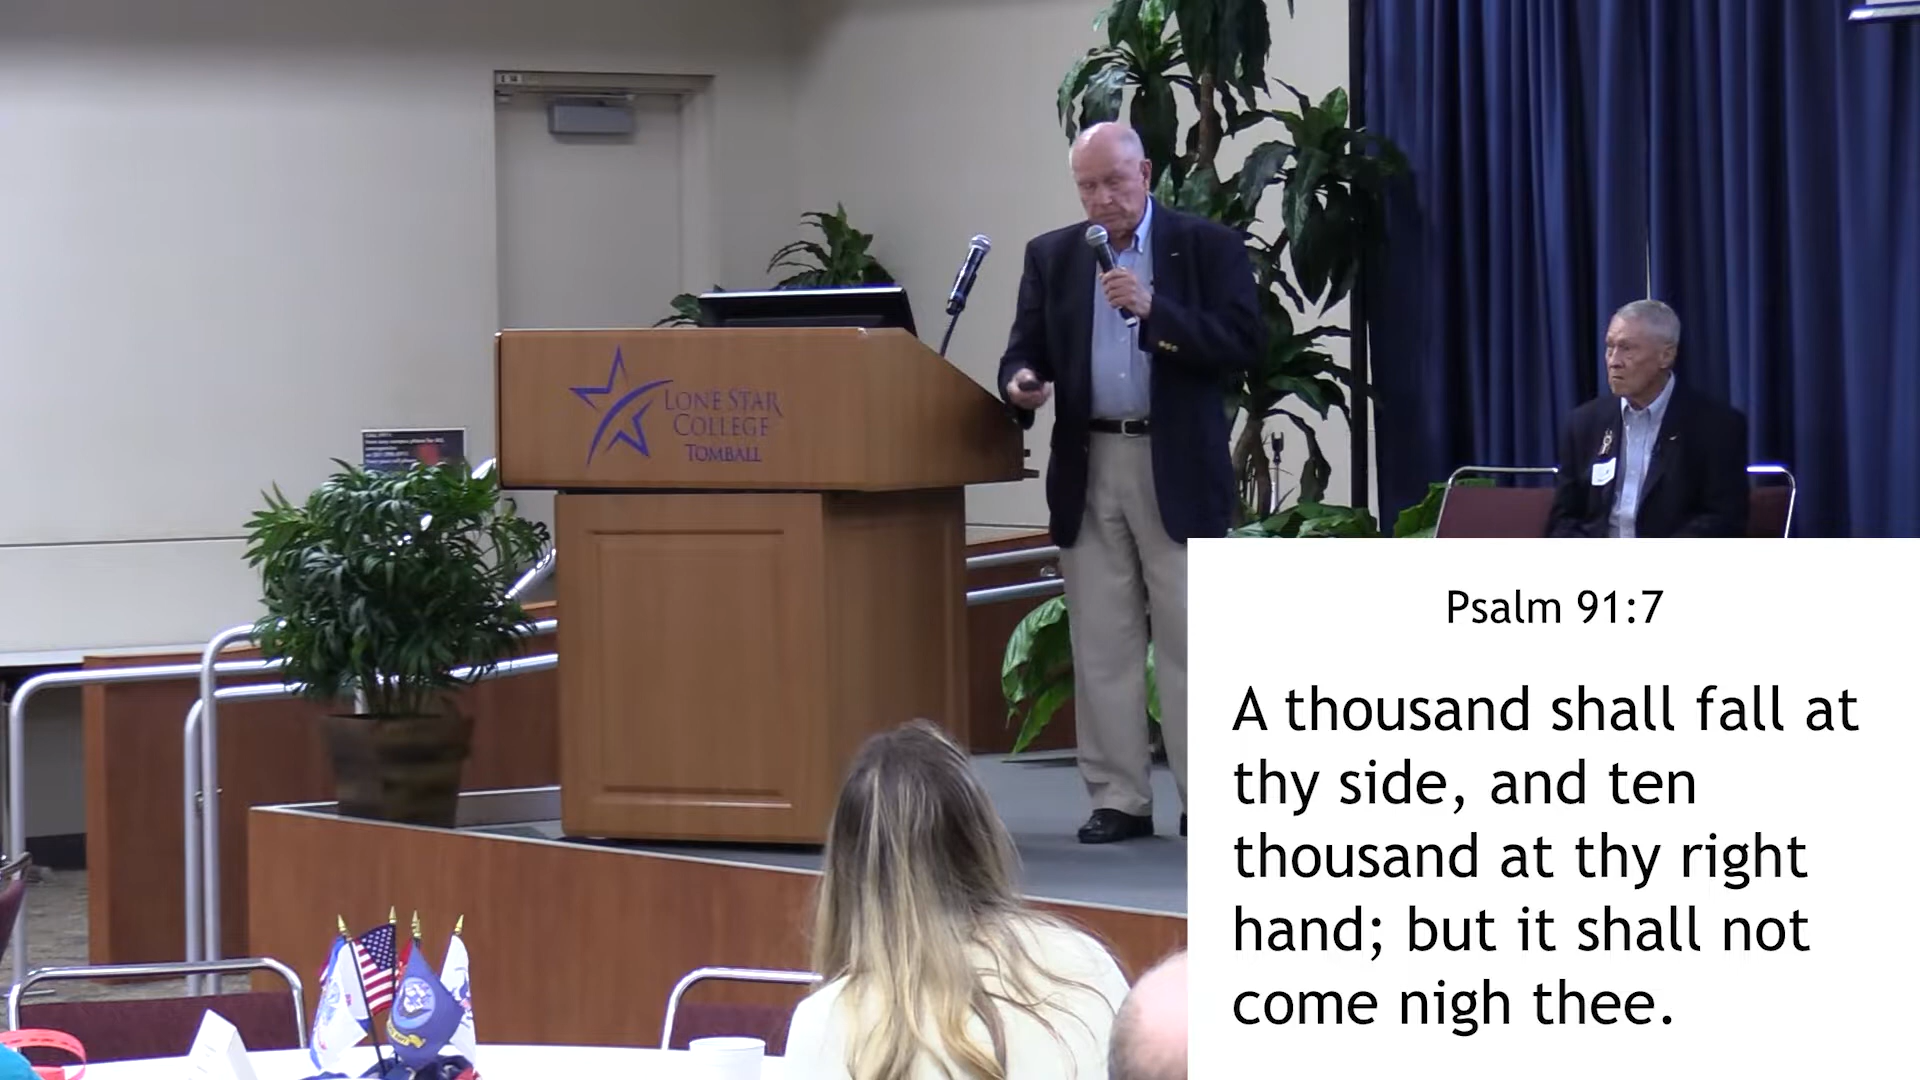 LONE STAR
COLLEGE
TOMBALL
Psalm 91:7
A thousand shall fall at
thy side, and ten
thousand at thy right
hand; but it shall not
come nigh thee.